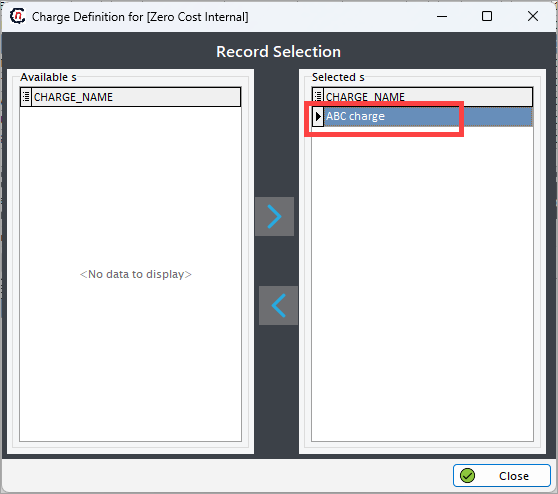 Charge Definition for [Zero Cost Internal]
Record Selection
Available s
CHARGE_NAME
<No data to display>
Selected s
CHARGE_NAME
ABC charge
Close